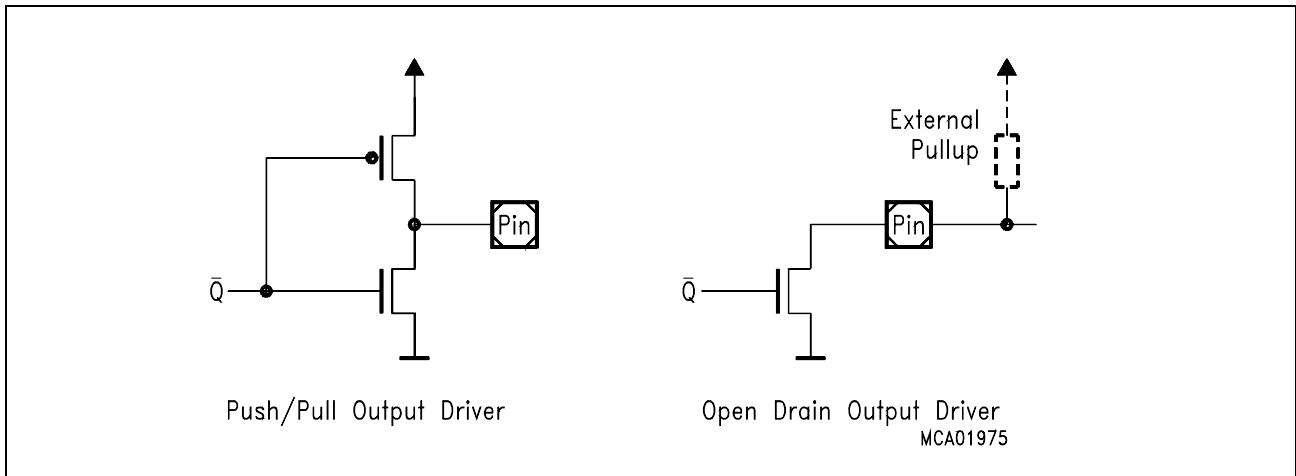 External
Pullup
Pin
Pin
Q̅
Q̅
Push/Pull Output Driver
Open Drain Output Driver
MCA01975